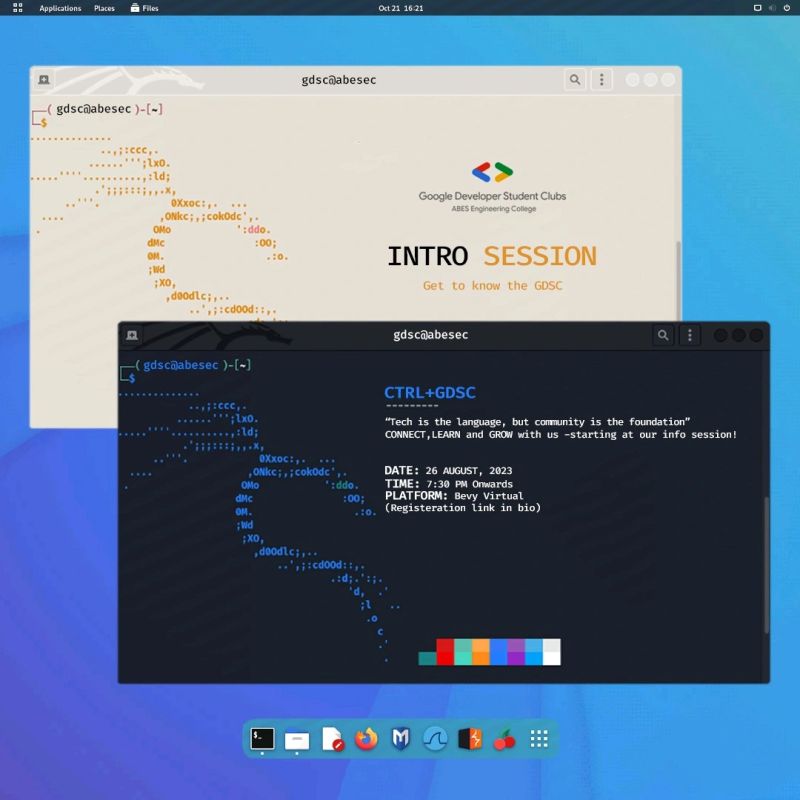 Applications Places Files Oct 21 16:21
gdsc@abesec
( gdsc@abesec )-[~]
$
Google Developer Student Clubs
ABES Engineering College
INTRO SESSION
Get to know the GDSC
gdsc@abesec
( gdsc@abesec )-[~]
$
CTRL+GDSC
---------
“Tech is the language, but community is the foundation”
CONNECT,LEARN and GROW with us –starting at our info session!
DATE: 26 AUGUST, 2023
TIME: 7:30 PM Onwards
PLATFORM: Bevy Virtual
(Registeration link in bio)
$_